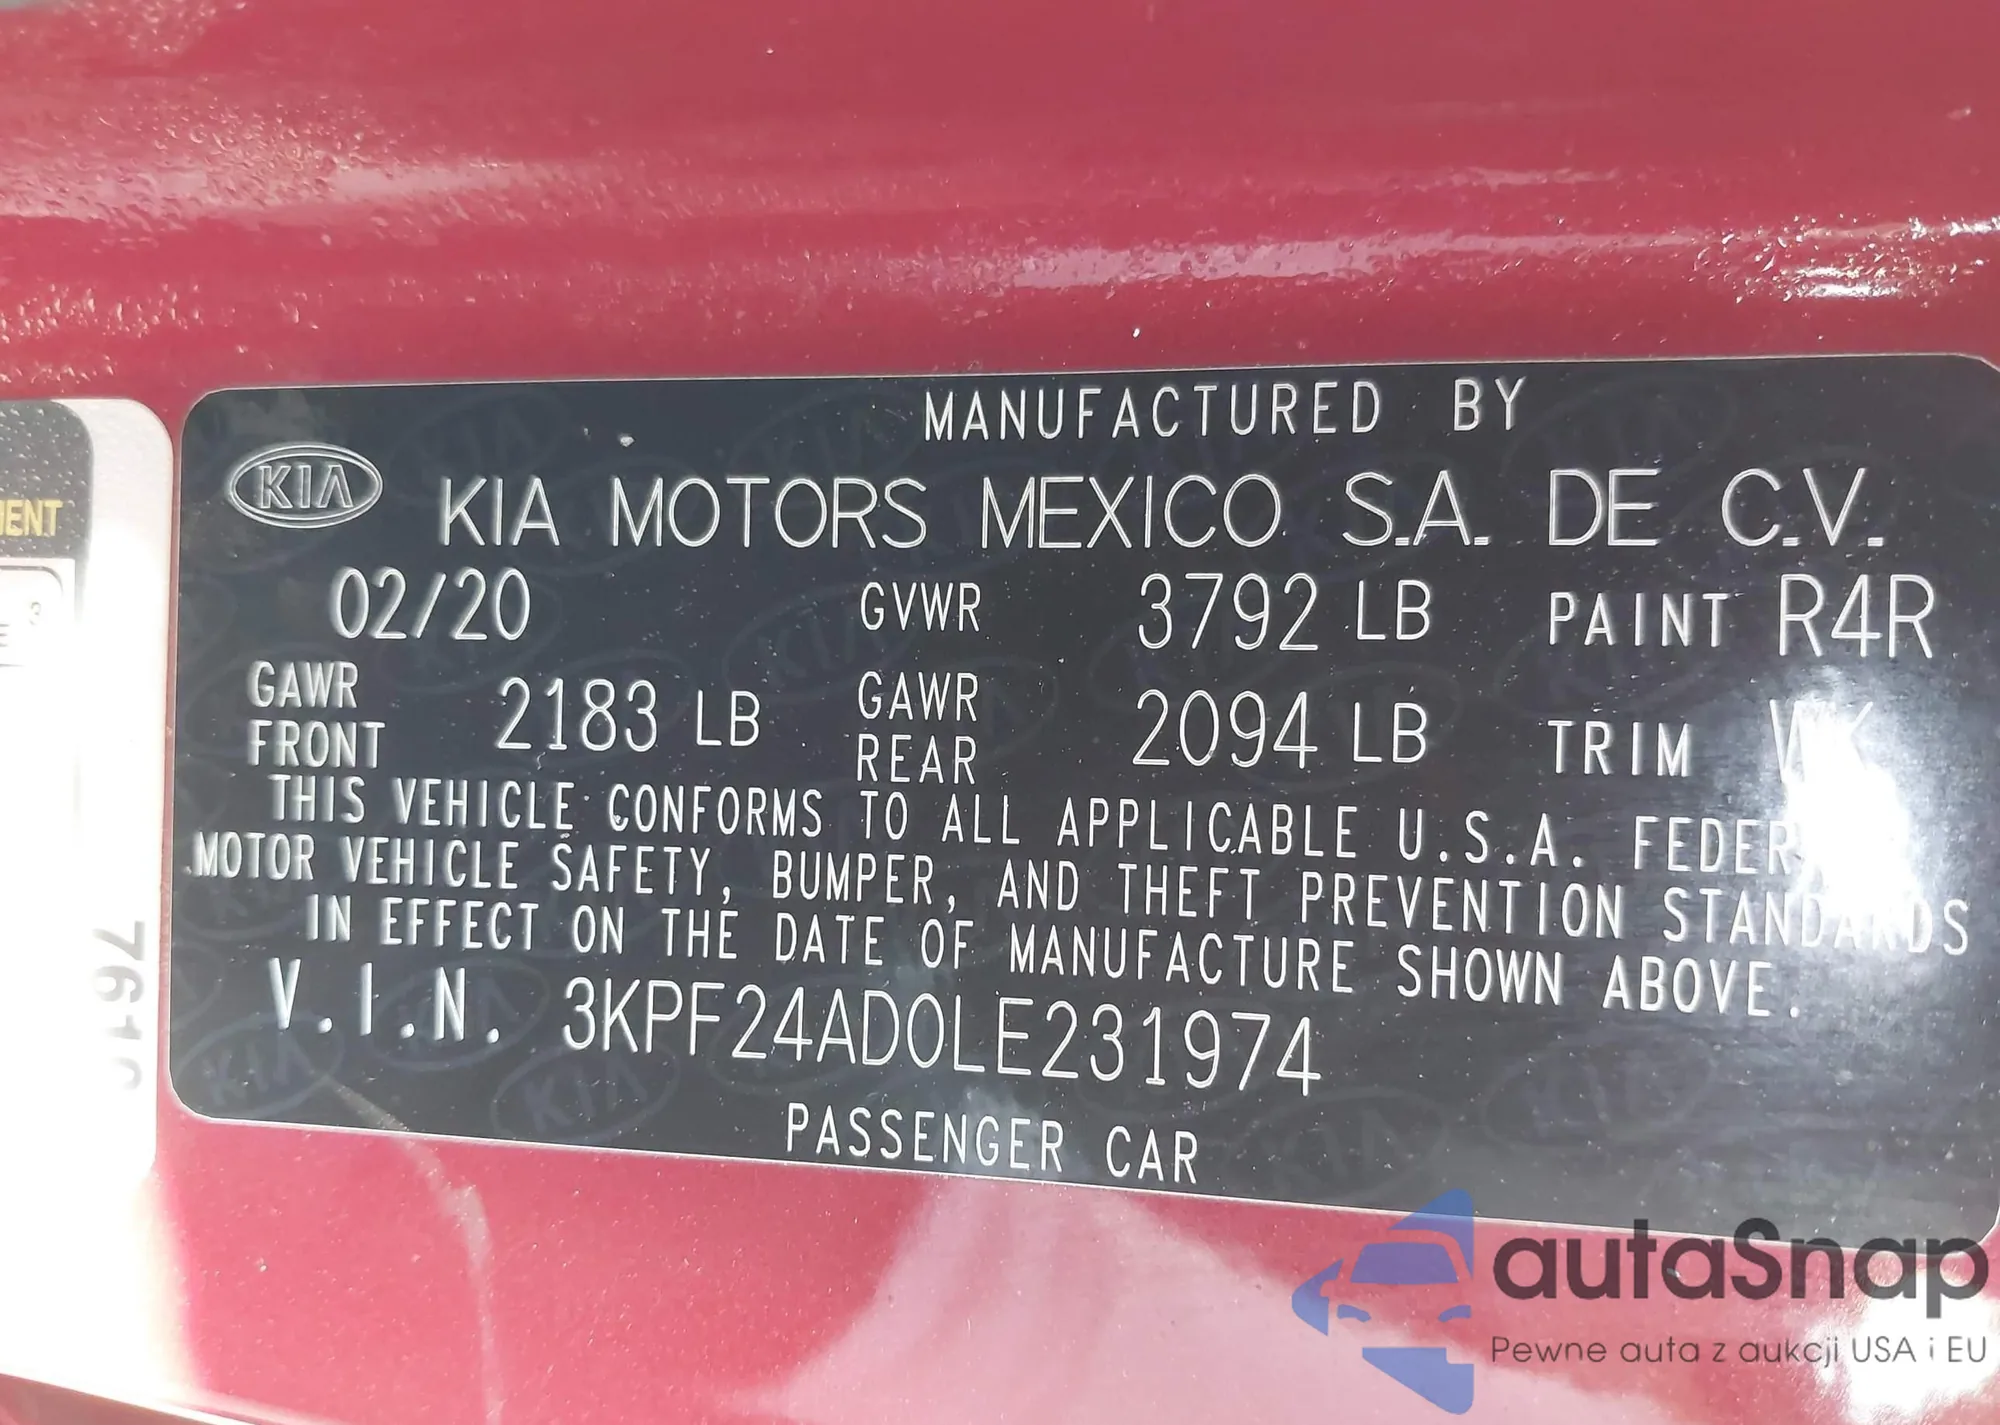 MANUFACTURED BY
KIA KIA MOTORS MEXICO S.A. DE C.V.
02/20 GVWR 3792 LB PAINT R4R
GAWR FRONT 2183 LB GAWR REAR 2094 LB TRIM WK
THIS VEHICLE CONFORMS TO ALL APPLICABLE U.S.A.
MOTOR VEHICLE SAFETY, BUMPER, AND THEFT PREVENTION STANDARDS
IN EFFECT ON THE DATE OF MANUFACTURE SHOWN ABOVE.
V.I.N. 3KPF24AD0LE231974
PASSENGER CAR
autaSnap
Pewne auta z aukcji USA i EU